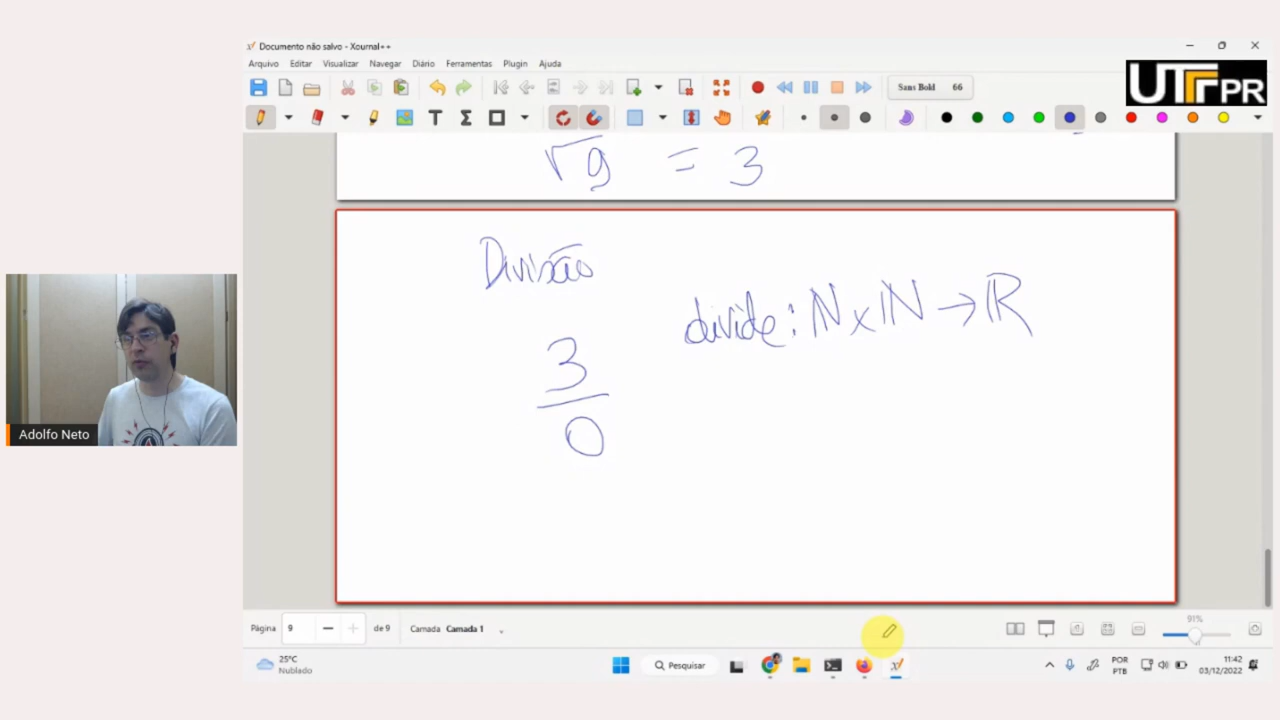 Documento não salvo - Xournal++
Arquivo Editar Visualizar Navegar Diário Ferramentas Plugin Ajuda
Sans Bold 66
UTFPR
√9 = 3
Divisão
divide: ℕ x ℕ → ℝ
3
0
Adolfo Neto
Página 9 de 9 Camada Camada 1
91%
25°C
Nublado
Pesquisar
POR
PTB
11:42
03/12/2022